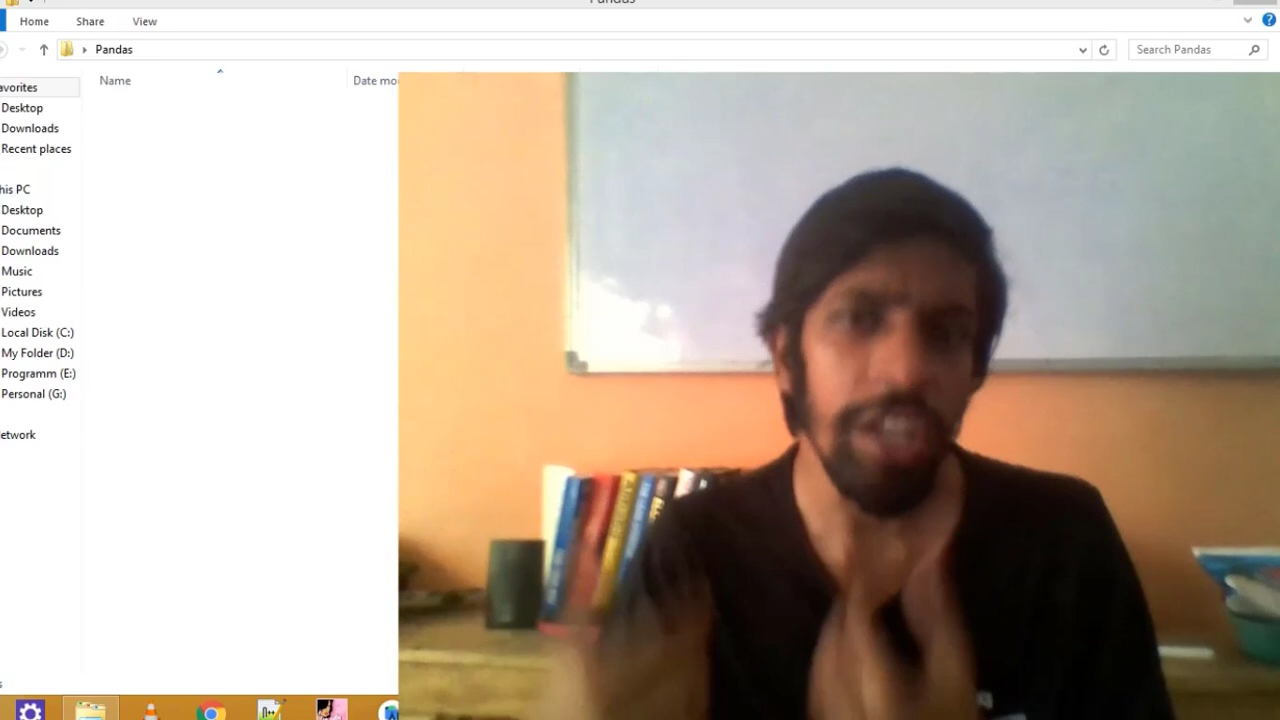 Pandas
Home Share View
Pandas
Search Pandas
avorites
Name
Date mo
Desktop
Downloads
Recent places
his PC
Desktop
Documents
Downloads
Music
Pictures
Videos
Local Disk (C:)
My Folder (D:)
Programm (E:)
Personal (G:)
etwork